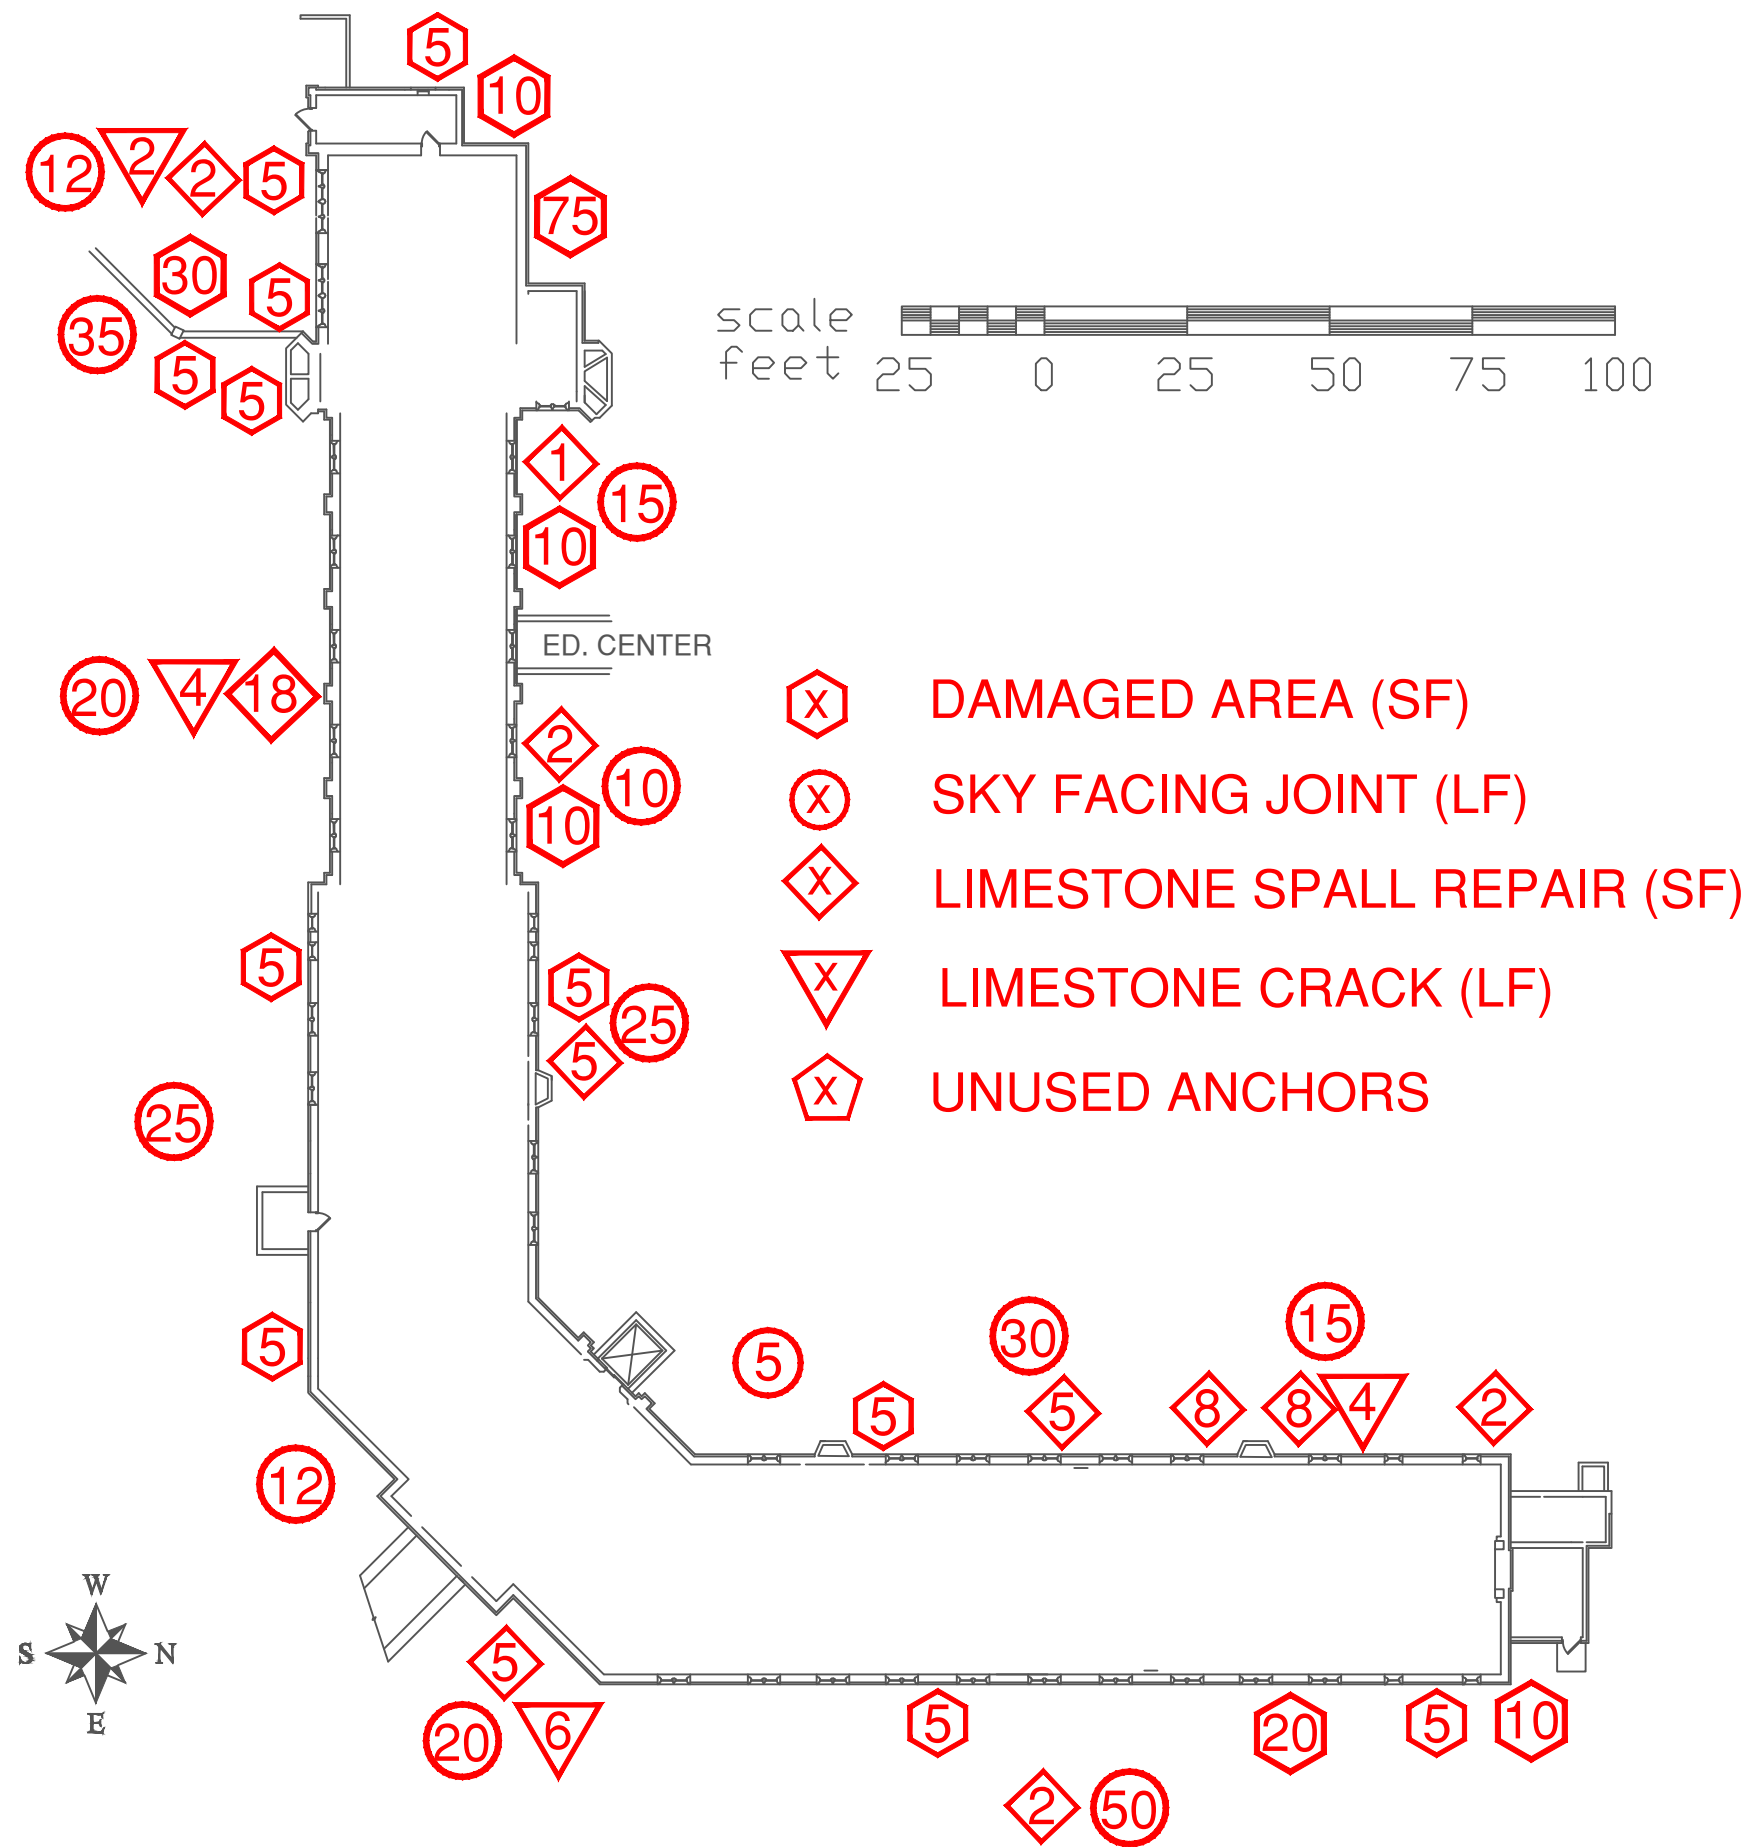 5
10
12 2 2 5
75
30
5
35
5
5
scale
feet 25 0 25 50 75 100
1
15
10
ED. CENTER
20 4 18
2
10
10
X DAMAGED AREA (SF)
X SKY FACING JOINT (LF)
X LIMESTONE SPALL REPAIR (SF)
X LIMESTONE CRACK (LF)
X UNUSED ANCHORS
5
5
25
5
25
5
5
30
15
5
5
8
8
4
2
12
W
S N
E
5
20
6
5
20
5
10
2 50